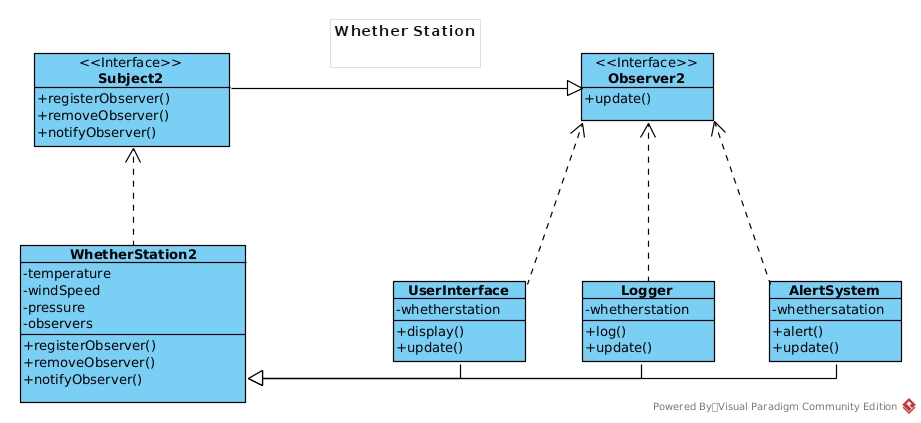 Whether Station
<<Interface>>
Subject2
+registerObserver()
+removeObserver()
+notifyObserver()
<<Interface>>
Observer2
+update()
WhetherStation2
-temperature
-windSpeed
-pressure
-observers
+registerObserver()
+removeObserver()
+notifyObserver()
UserInterface
-whetherstation
+display()
+update()
Logger
-whetherstation
+log()
+update()
AlertSystem
-whethersatation
+alert()
+update()
Powered By Visual Paradigm Community Edition